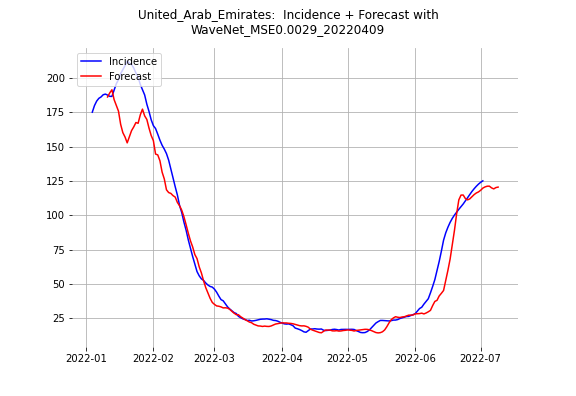 United_Arab_Emirates:  Incidence + Forecast with
WaveNet_MSE0.0029_20220409
Incidence
Forecast
200
175
150
125
100
75
50
25
2022-01 2022-02 2022-03 2022-04 2022-05 2022-06 2022-07